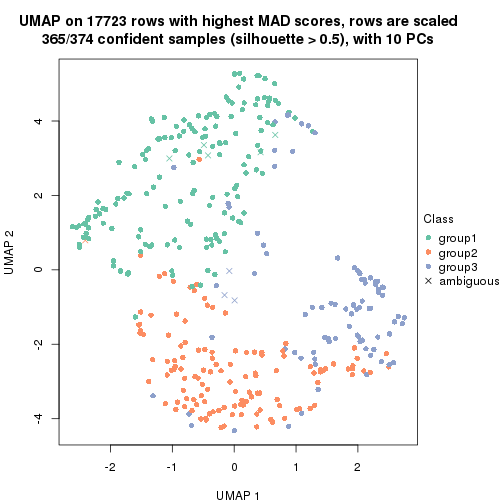 UMAP on 17723 rows with highest MAD scores, rows are scaled
365/374 confident samples (silhouette > 0.5), with 10 PCs
4
2
0
-2
-4
UMAP 2
-2
-1
0
1
2
UMAP 1
Class
group1
group2
group3
ambiguous